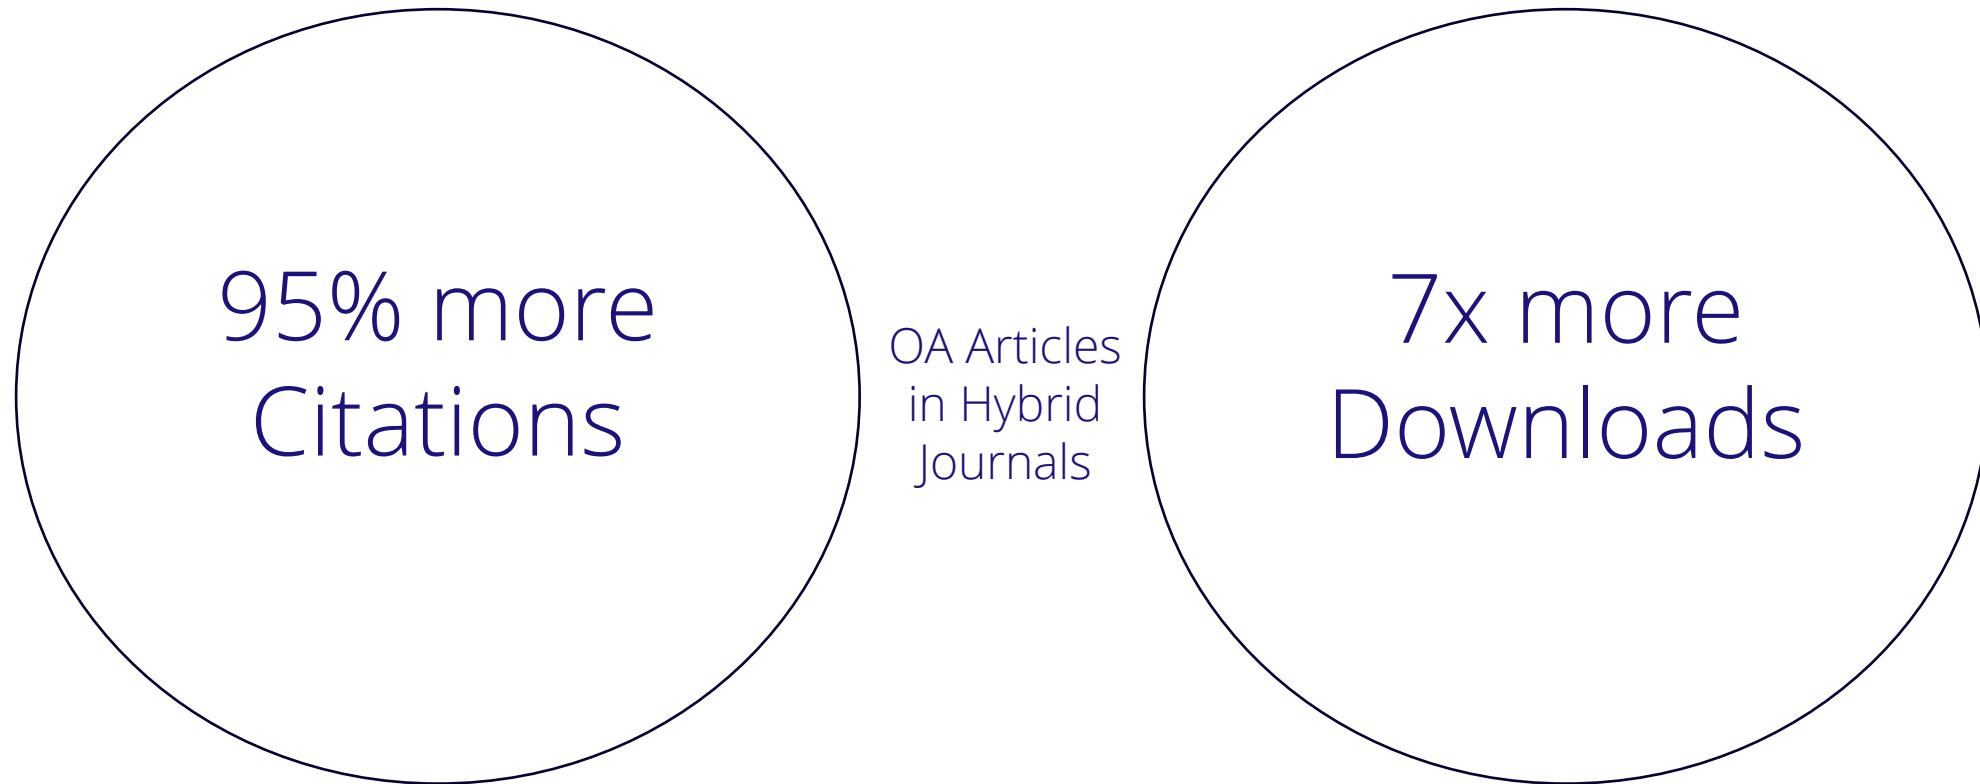 95% more
Citations
OA Articles
in Hybrid
Journals
7x more
Downloads